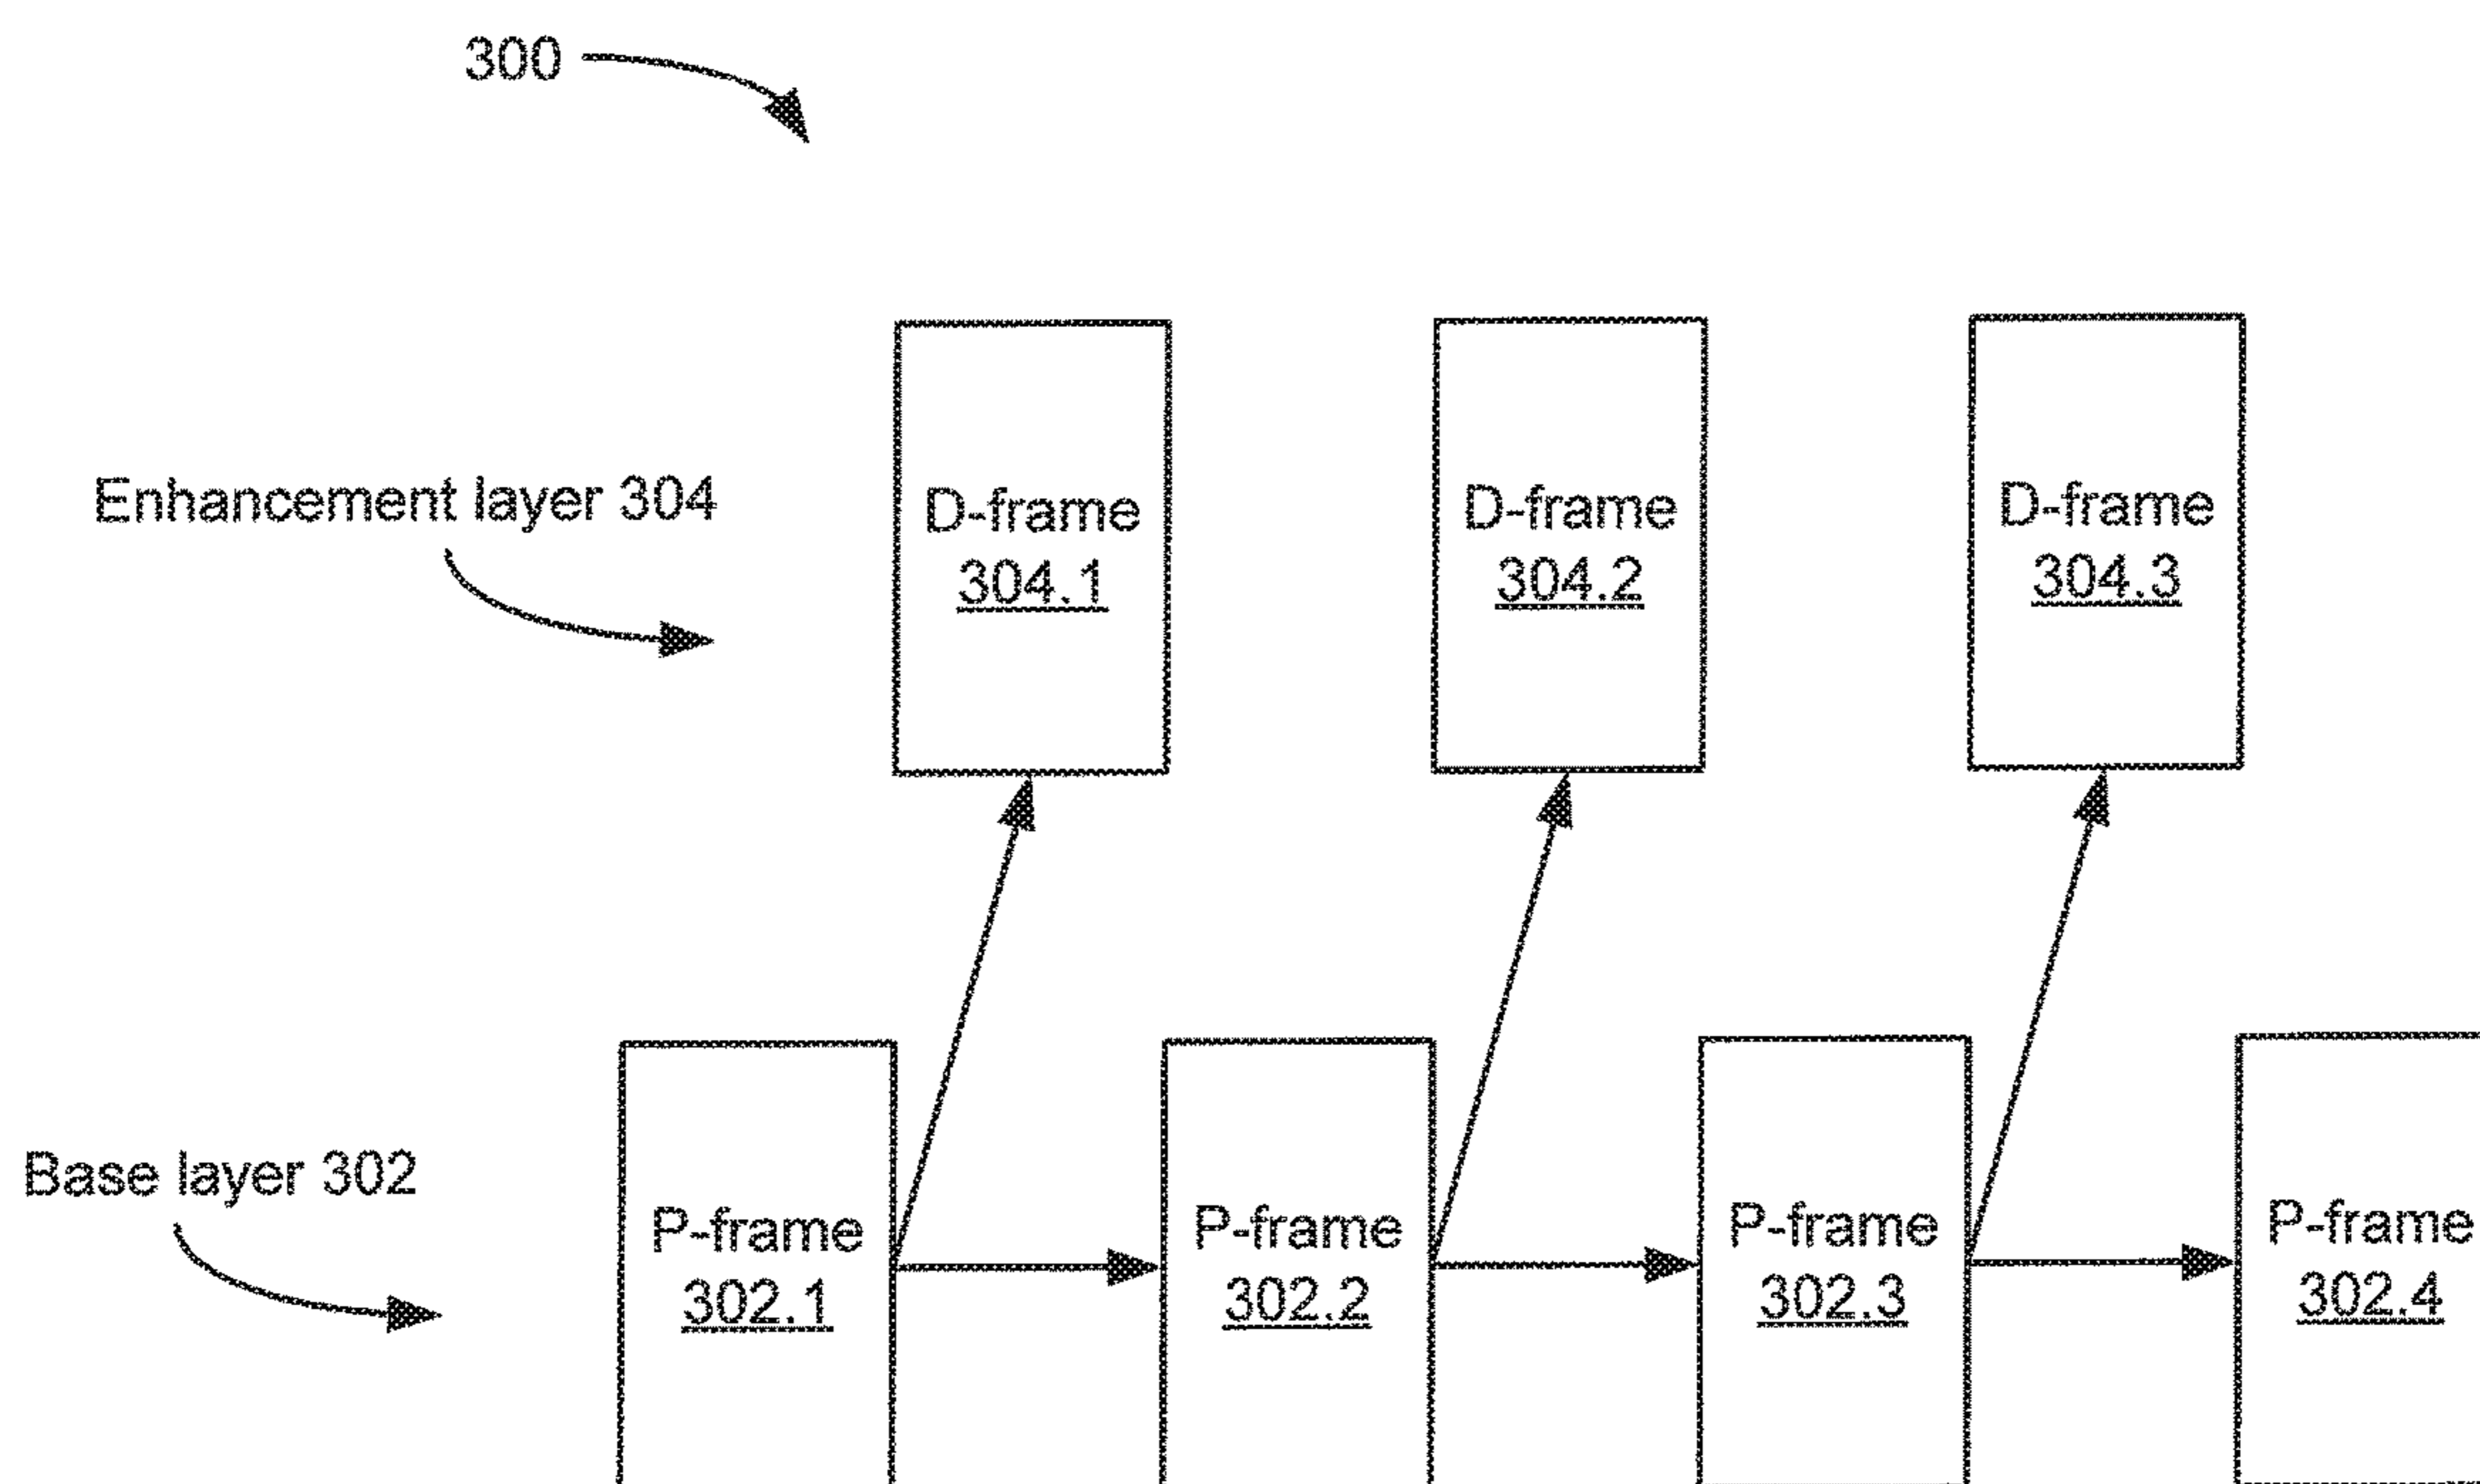 300
Enhancement layer 304
D-frame
304.1
D-frame
304.2
D-frame
304.3
Base layer 302
P-frame
302.1
P-frame
302.2
P-frame
302.3
P-frame
302.4